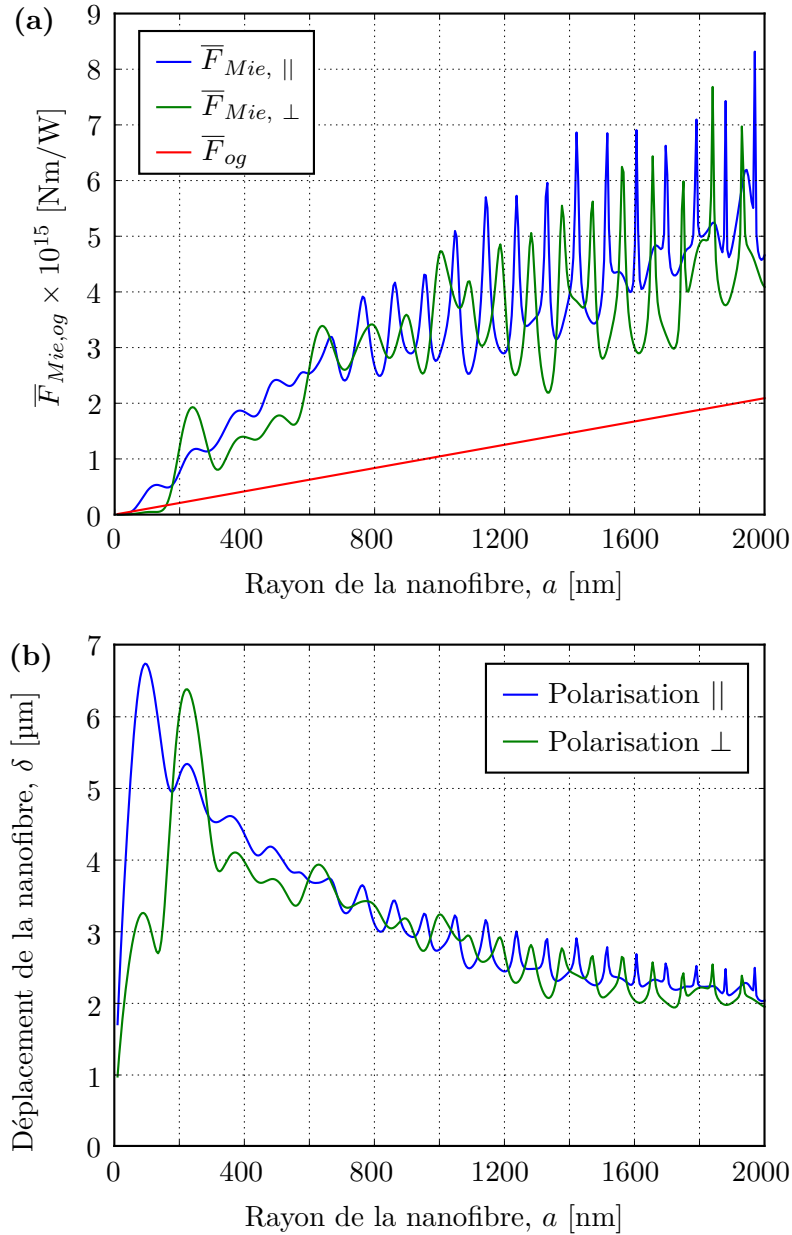 (a)
9
8
7
6
5
4
3
2
1
0
F̅_Mie,og × 10¹⁵ [Nm/W]
F̅_Mie, ||
F̅_Mie, ⊥
F̅_og
0 400 800 1200 1600 2000
Rayon de la nanofibre, a [nm]
(b)
7
6
5
4
3
2
1
0
Déplacement de la nanofibre, δ [µm]
Polarisation ||
Polarisation ⊥
0 400 800 1200 1600 2000
Rayon de la nanofibre, a [nm]